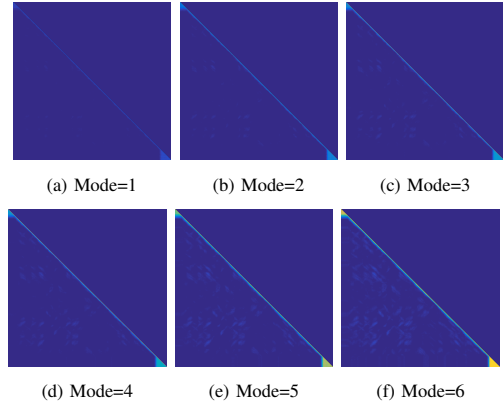 (a) Mode=1
(b) Mode=2
(c) Mode=3
(d) Mode=4
(e) Mode=5
(f) Mode=6